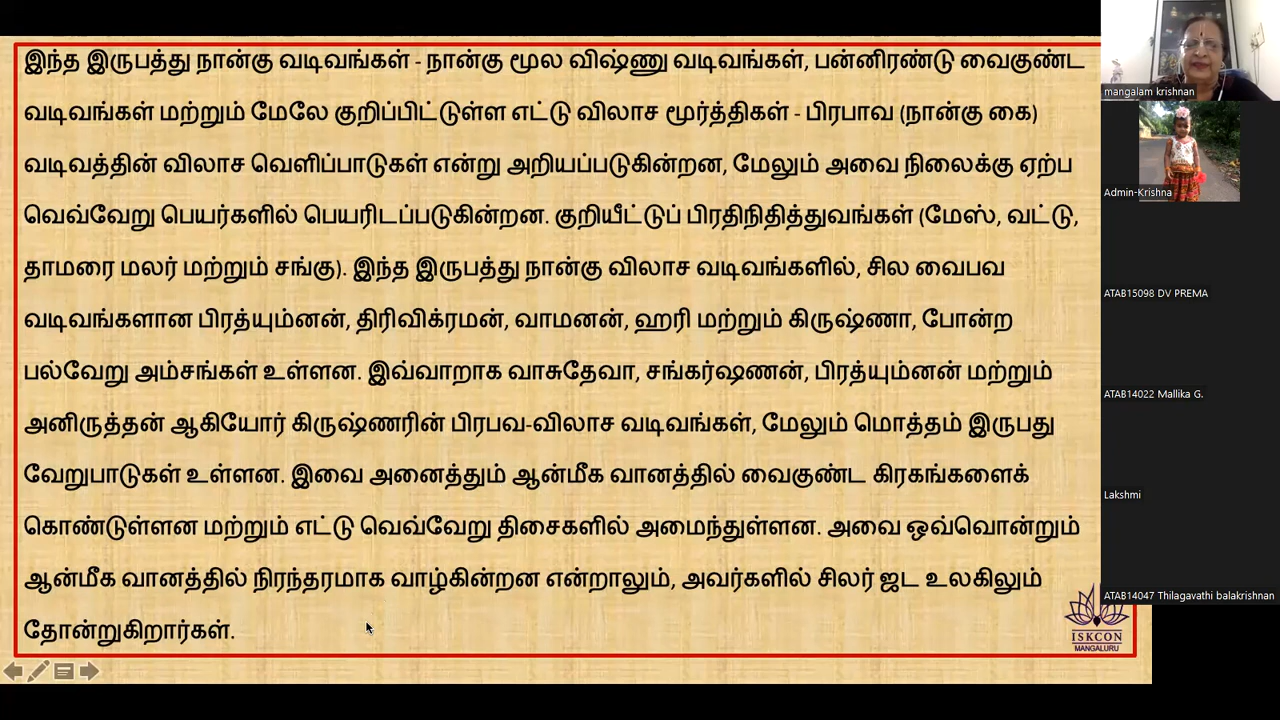 இந்த இருபத்து நான்கு வடிவங்கள் - நான்கு மூல விஷ்ணு வடிவங்கள், பன்னிரண்டு வைகுண்ட
வடிவங்கள் மற்றும் மேலே குறிப்பிட்டுள்ள எட்டு விலாச மூர்த்திகள் - பிரபாவ (நான்கு கை)
வடிவத்தின் விலாச வெளிப்பாடுகள் என்று அறியப்படுகின்றன, மேலும் அவை நிலைக்கு ஏற்ப
வெவ்வேறு பெயர்களில் பெயரிடப்படுகின்றன. குறியீட்டுப் பிரதிநிதித்துவங்கள் (மேஸ், வட்டு,
தாமரை மலர் மற்றும் சங்கு). இந்த இருபத்து நான்கு விலாச வடிவங்களில், சில வைபவ
வடிவங்களான பிரத்யும்னன், திரிவிக்ரமன், வாமனன், ஹரி மற்றும் கிருஷ்ணா, போன்ற
பல்வேறு அம்சங்கள் உள்ளன. இவ்வாறாக வாசுதேவா, சங்கர்ஷணன், பிரத்யும்னன் மற்றும்
அனிருத்தன் ஆகியோர் கிருஷ்ணரின் பிரபவ-விலாச வடிவங்கள், மேலும் மொத்தம் இருபது
வேறுபாடுகள் உள்ளன. இவை அனைத்தும் ஆன்மீக வானத்தில் வைகுண்ட கிரகங்களைக்
கொண்டுள்ளன மற்றும் எட்டு வெவ்வேறு திசைகளில் அமைந்துள்ளன. அவை ஒவ்வொன்றும்
ஆன்மீக வானத்தில் நிரந்தரமாக வாழ்கின்றன என்றாலும், அவர்களில் சிலர் ஜட உலகிலும்
தோன்றுகிறார்கள்.
ISKCON
MANGALURU
mangalam krishnan
Admin-Krishna
ATAB15098 DV PREMA
ATAB14022 Mallika G.
Lakshmi
ATAB14047 Thilagavathi balakrishnan